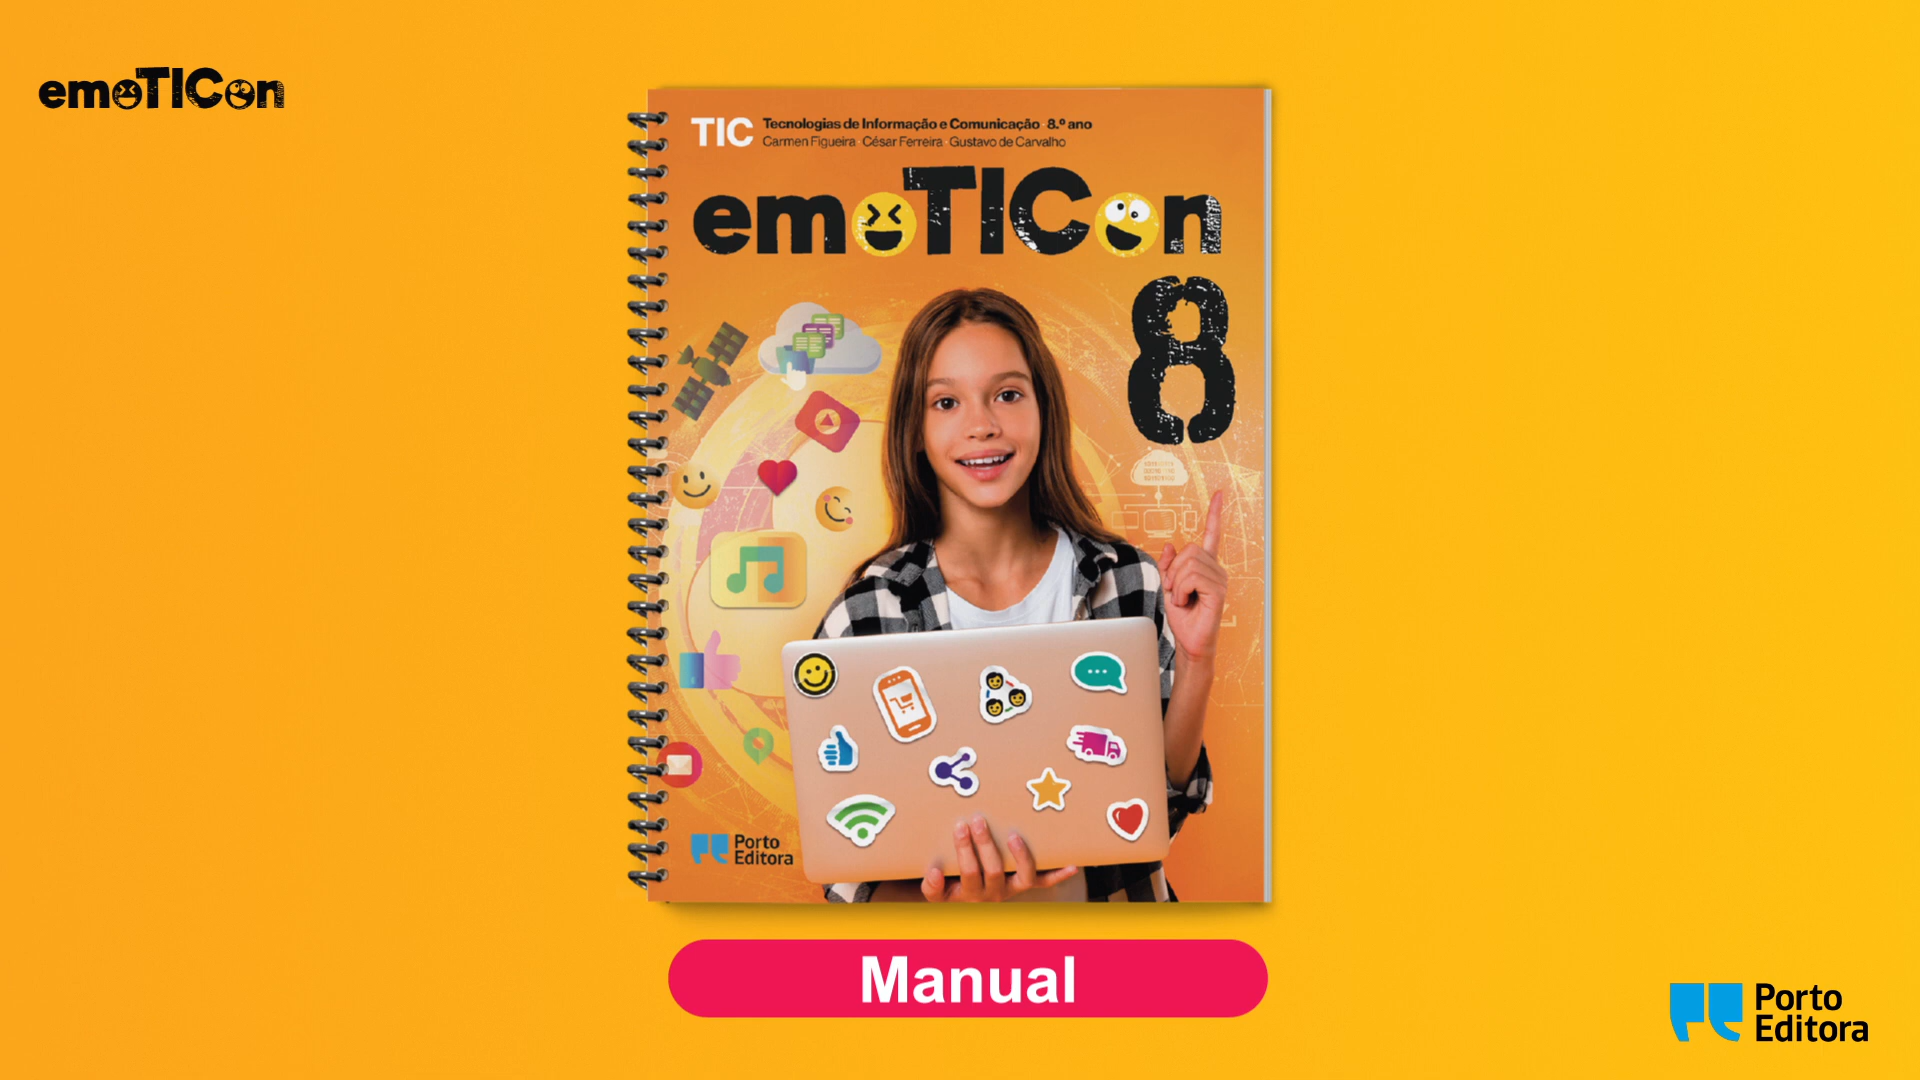 emoTICon
TIC
Tecnologias de Informação e Comunicação · 8.º ano
Carmen Figueira · César Ferreira · Gustavo de Carvalho
emoTICon
8
Porto
Editora
Manual
Porto
Editora